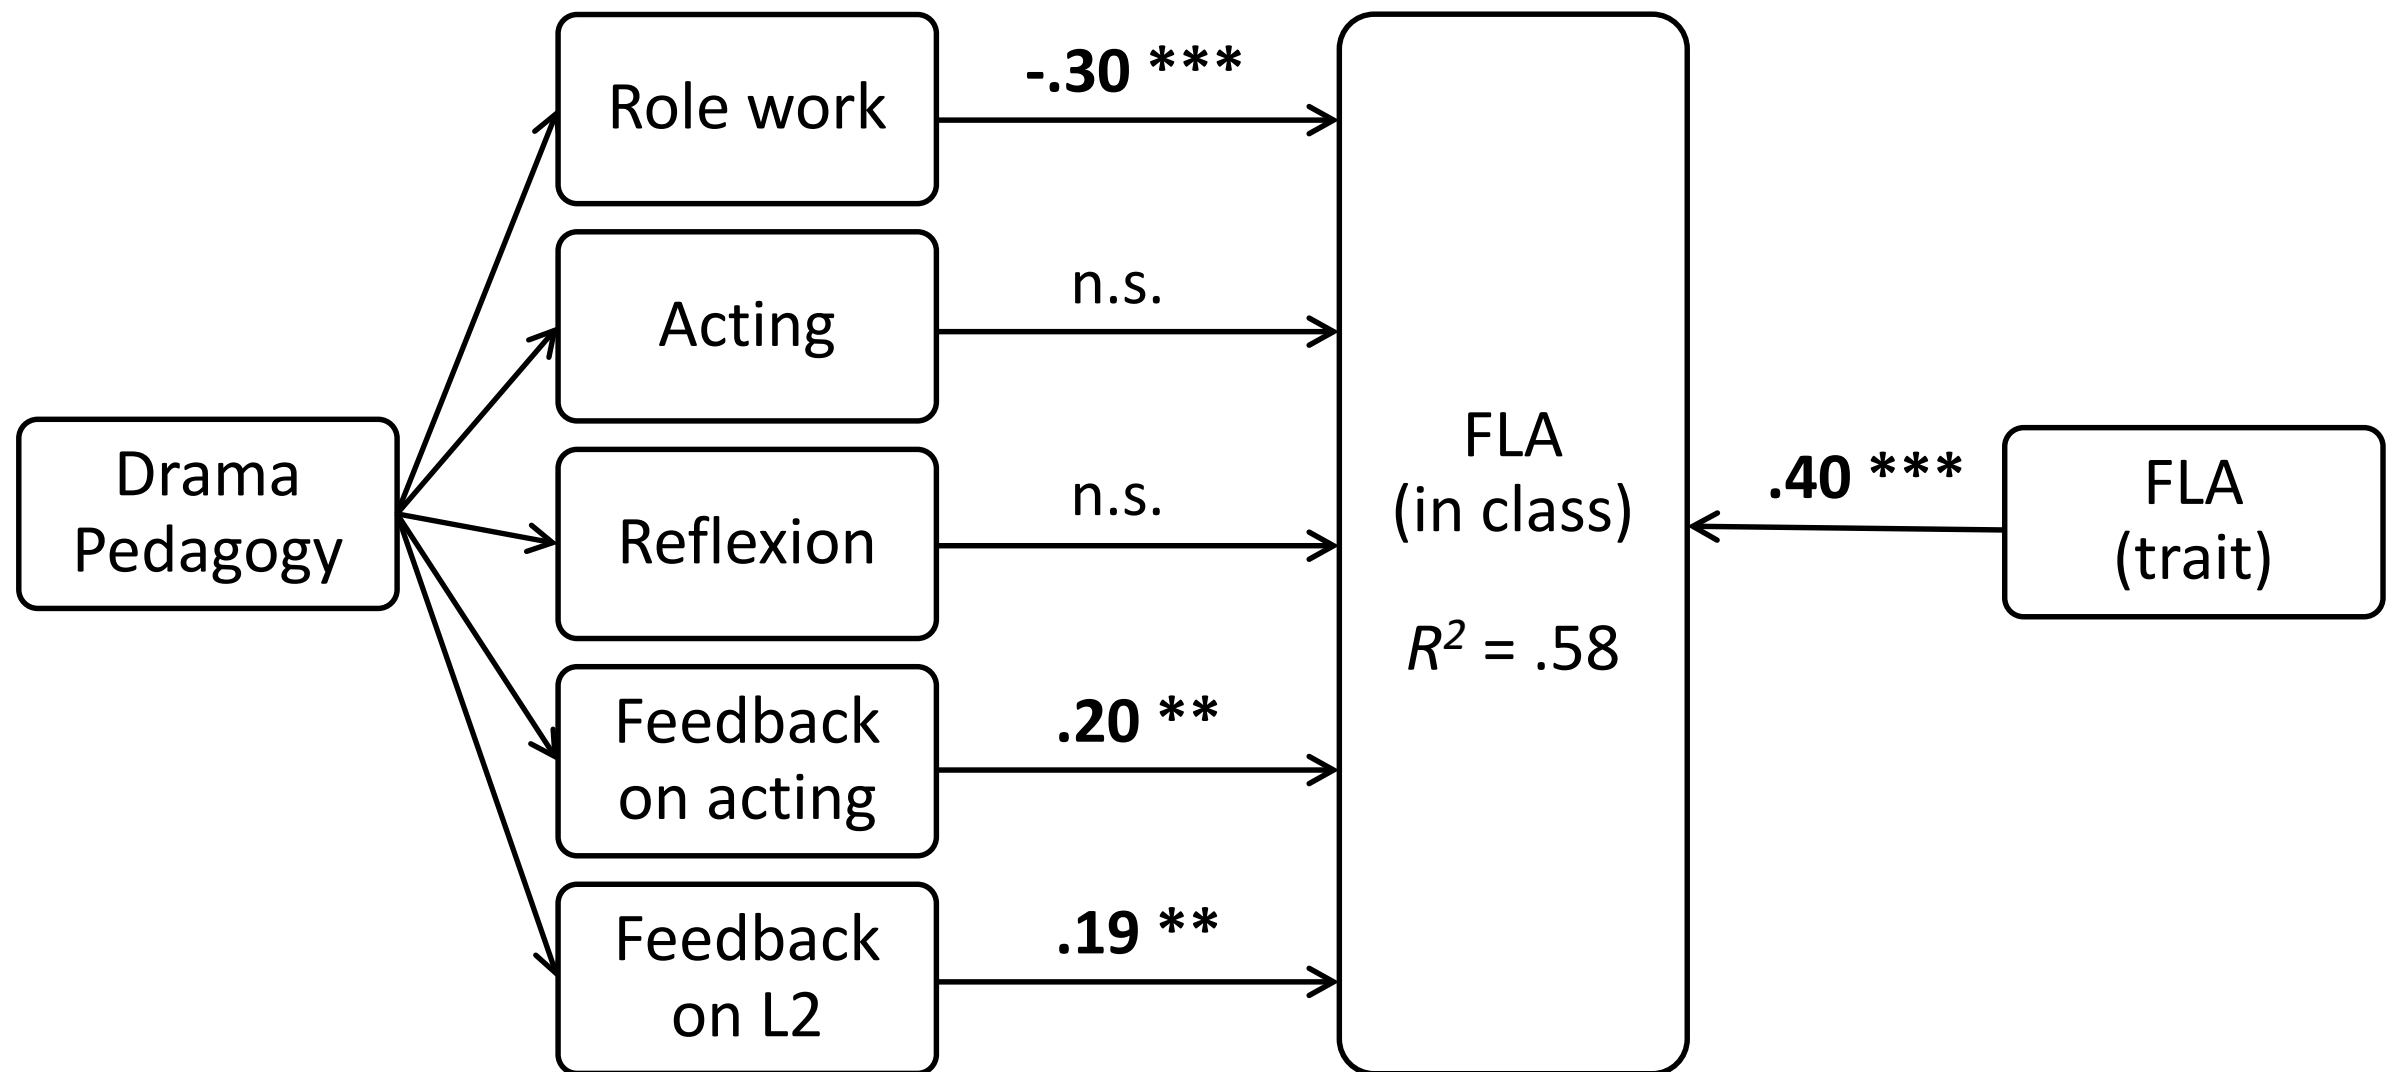 Drama
Pedagogy
Role work
Acting
Reflexion
Feedback
on acting
Feedback
on L2
-.30 ***
n.s.
n.s.
.20 **
.19 **
FLA
(in class)
R² = .58
.40 ***
FLA
(trait)